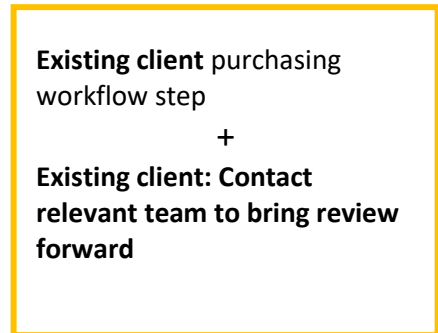 Existing client purchasing
workflow step
+
Existing client: Contact
relevant team to bring review
forward